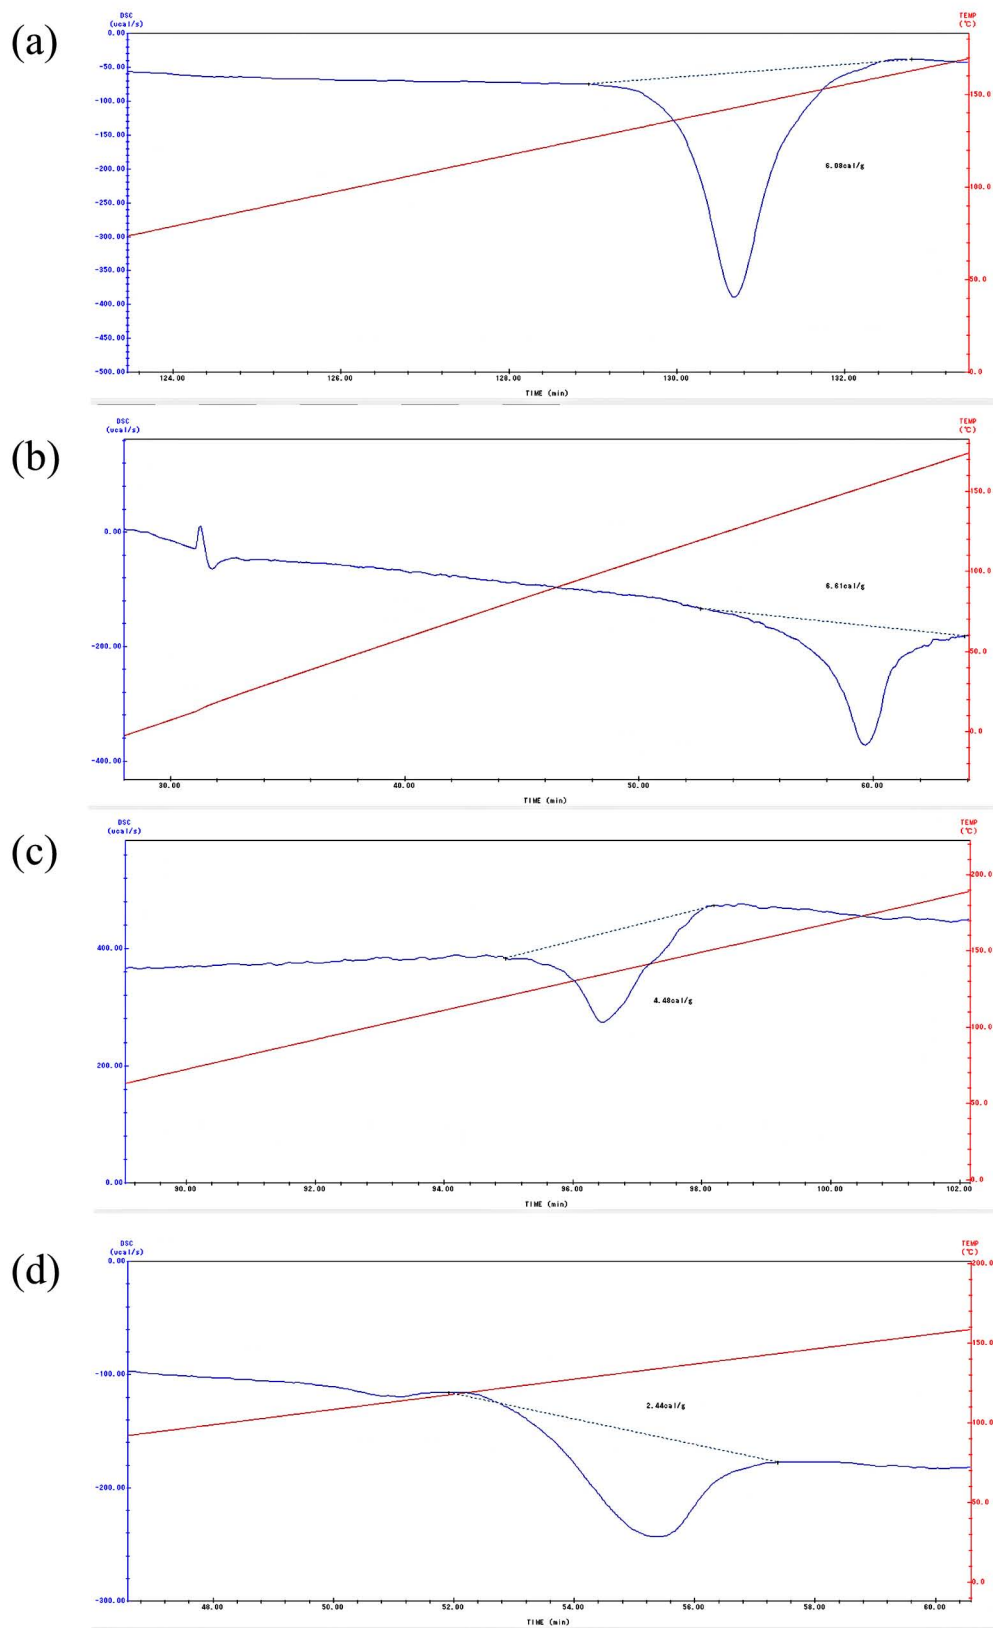 (a)
DSC
(ucal/s)
TEMP
(℃)
0.00
-50.00
-100.00
-150.00
-200.00
-250.00
-300.00
-350.00
-400.00
-450.00
-500.00
150.0
100.0
50.0
0.0
6.08cal/g
124.00 126.00 128.00 130.00 132.00
TIME (min)
(b)
DSC
(ucal/s)
TEMP
(℃)
0.00
-200.00
-400.00
150.0
100.0
50.0
0.0
6.61cal/g
30.00 40.00 50.00 60.00
TIME (min)
(c)
DSC
(ucal/s)
TEMP
(℃)
400.00
200.00
0.00
200.0
150.0
100.0
50.0
0.0
4.48cal/g
90.00 92.00 94.00 96.00 98.00 100.00 102.00
TIME (min)
(d)
DSC
(ucal/s)
TEMP
(℃)
0.00
-100.00
-200.00
-300.00
200.0
150.0
100.0
50.0
0.0
2.44cal/g
48.00 50.00 52.00 54.00 56.00 58.00 60.00
TIME (min)